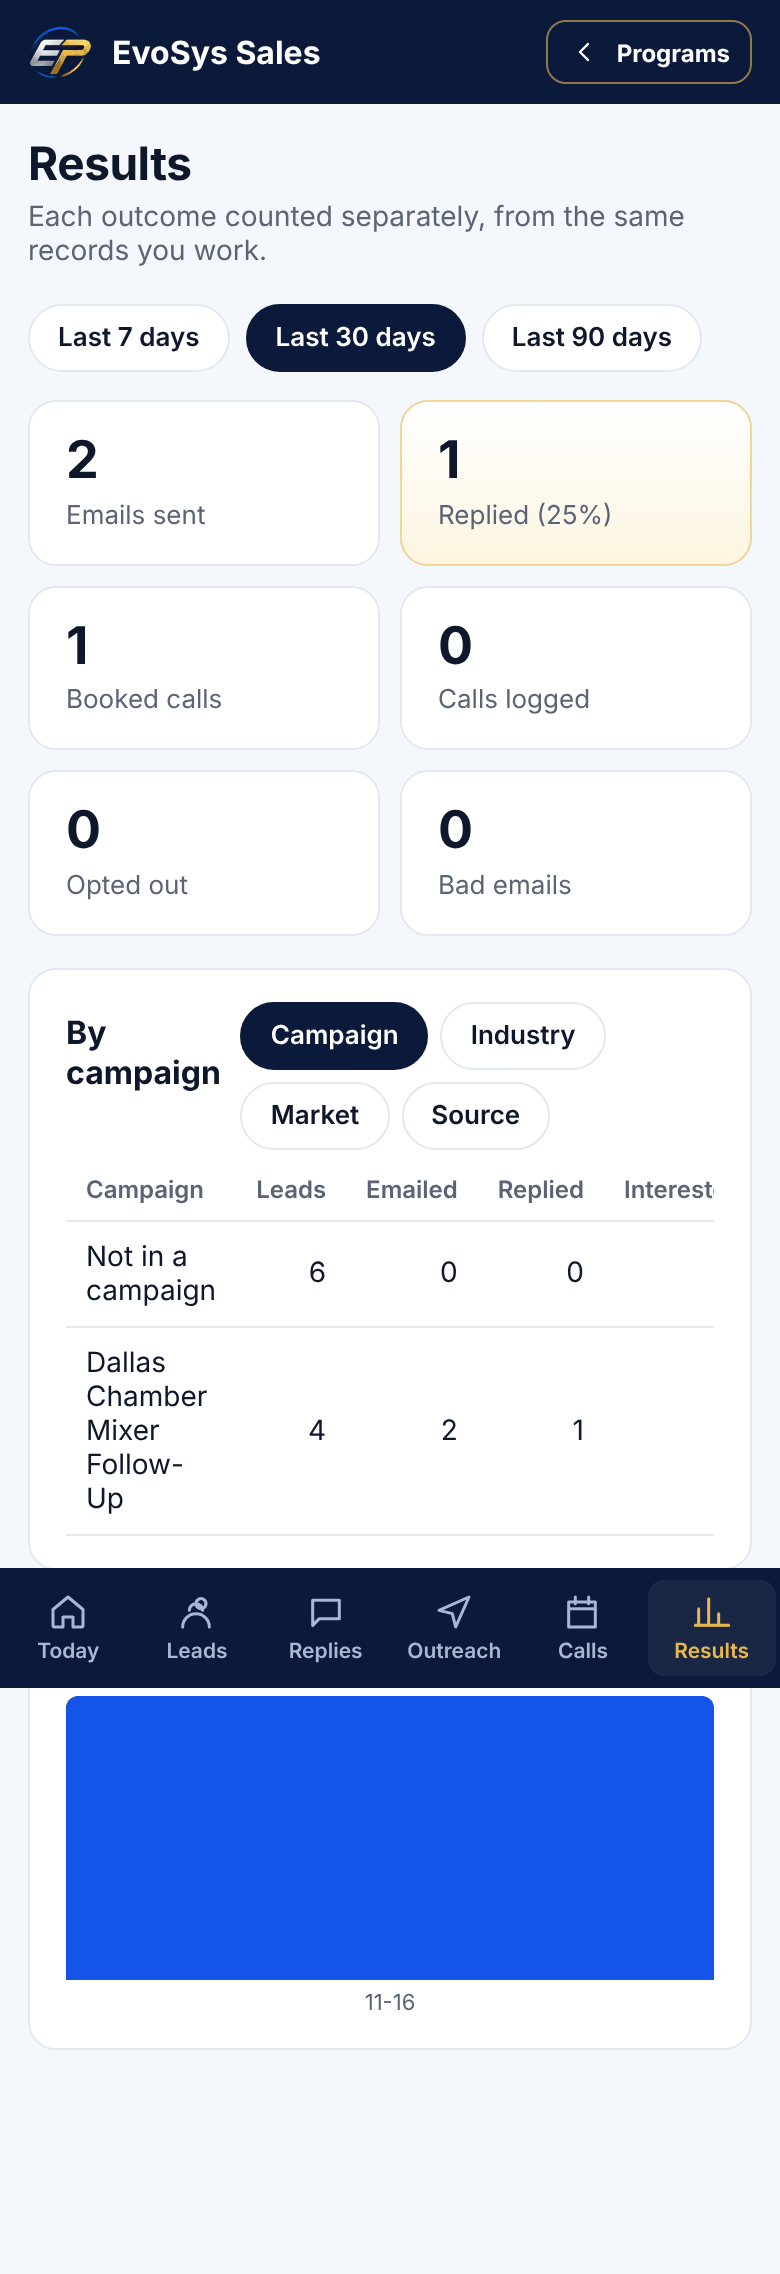 EP EvoSys Sales
Programs
Results
Each outcome counted separately, from the same
records you work.
Last 7 days
Last 30 days
Last 90 days
2
Emails sent
1
Replied (25%)
1
Booked calls
0
Calls logged
0
Opted out
0
Bad emails
By
campaign
Campaign
Industry
Market
Source
Campaign Leads Emailed Replied Intereste
Not in a
campaign
6 0 0
Dallas
Chamber
Mixer
Follow-
Up
4 2 1
Today
Leads
Replies
Outreach
Calls
Results
11-16